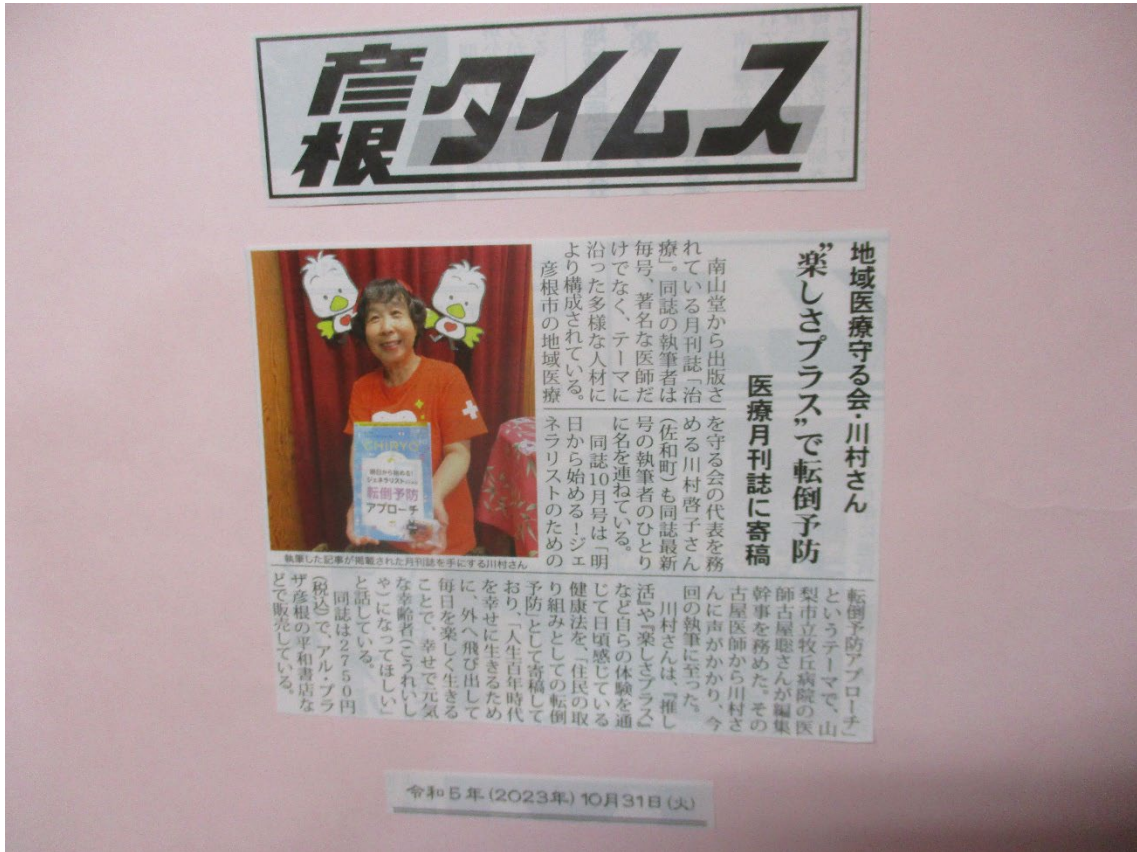 彦根タイムス
地域医療守る会・川村さん
”楽しさプラス”で転倒予防
医療月刊誌に寄稿
南山堂から出版さ
れている月刊誌「治
療」。同誌の執筆者は
毎号、著名な医師だ
けでなく、テーマに
沿った多様な人材に
より構成されている。
彦根市の地域医療
を守る会の代表を務
める川村啓子さん
(佐和町)も同誌最新
号の執筆者のひとり
に名を連ねている。
同誌10月号は「明
日から始める!ジェ
ネラリストのための
転倒予防アプローチ」
というテーマで、山
梨市立牧丘病院の医
師古屋聡さんが編集
幹事を務めた。その
古屋医師から川村さ
んに声がかかり、今
回の執筆に至った。
川村さんは、『推し
活』や『楽しさプラス』
など自らの体験を通
じて日頃感じている
健康法を、「住民の取
り組みとしての転倒
予防」として寄稿して
おり、「人生百年時代
を幸せに生きるため
に、外へ飛び出して
毎日を楽しく生きる
ことで、幸せで元気
な幸齢者(こうれいし
ゃ)になってほしい」
と話している。
同誌は2750円
(税込)で、アル・プラ
ザ彦根の平和書店な
どで販売している。
CHIRYO
明日から始める!
ジェネラリストのための
転倒予防
アプローチ
執筆した記事が掲載された月刊誌を手にする川村さん
令和5年(2023年)10月31日(火)